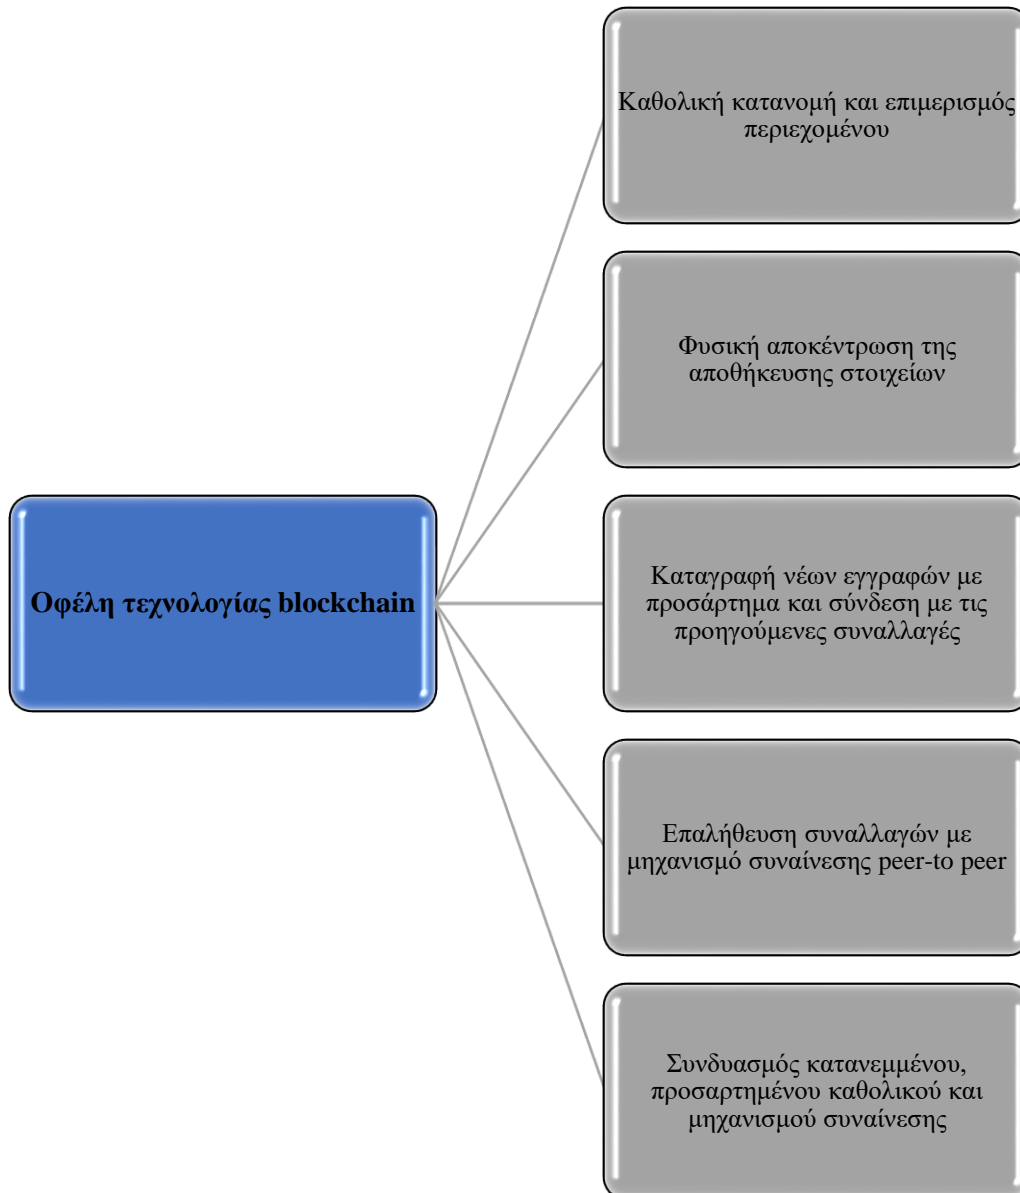 Καθολική κατανομή και επιμερισμός
περιεχομένου
Φυσική αποκέντρωση της
αποθήκευσης στοιχείων
Οφέλη τεχνολογίας blockchain
Καταγραφή νέων εγγραφών με
προσάρτημα και σύνδεση με τις
προηγούμενες συναλλαγές
Επαλήθευση συναλλαγών με
μηχανισμό συναίνεσης peer-to peer
Συνδυασμός κατανεμμένου,
προσαρτημένου καθολικού και
μηχανισμού συναίνεσης